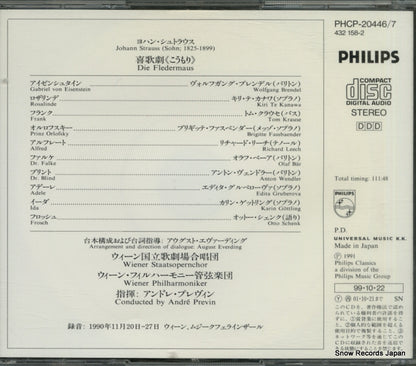 PHCP-20446/7
432 158-2
ヨハン・シュトラウス
Johann Strauss (Sohn; 1825-1899)
喜歌劇《こうもり》
Die Fledermaus
PHILIPS
COMPACT
disc
DIGITAL AUDIO
STEREO
DDD
アイゼンシュタイン
Gabriel von Eisenstein
ヴォルフガング・ブレンデル(バリトン)
Wolfgang Brendel
ロザリンデ
Rosalinde
キリ・テ・カナワ(ソプラノ)
Kiri Te Kanawa
フランク
Frank
トム・クラウセ(バス)
Tom Krause
オルロフスキー
Prinz Orlofsky
ブリギッテ・ファスベンダー(メッゾ・ソプラノ)
Brigitte Fassbaender
アルフレート
Alfred
リチャード・リーチ(テノール)
Richard Leech
ファルケ
Dr. Falke
オラフ・ベーア(バリトン)
Olaf Bär
ブリント
Dr. Blind
アントン・ヴェンドラー(バリトン)
Anton Wendler
アデーレ
Adele
エディタ・グルベローヴァ(ソプラノ)
Edita Gruberova
イーダ
Ida
カリン・ゲットリング(ソプラノ)
Karin Göttling
フロッシュ
Frosch
オットー・シェンク(語り)
Otto Schenk
Total timing: 111:48
PHILIPS
台本構成および台詞指導:アウグスト・エヴァーディング
Arrangement and direction of dialogue: August Everding
ウィーン国立歌劇場合唱団
Wiener Staatsopernchor
ウィーン・フィルハーモニー管弦楽団
Wiener Philharmoniker
指揮:アンドレ・プレヴィン
Conducted by André Previn
録音:1990年11月20日-27日 ウィーン、ムジークフェラインザール
P.D.
UNIVERSAL MUSIC K.K.
Made in Japan
Ⓟ 1991
Philips Classics
a division of the
Philips Music Group
99・10・22
Snow Records Japan